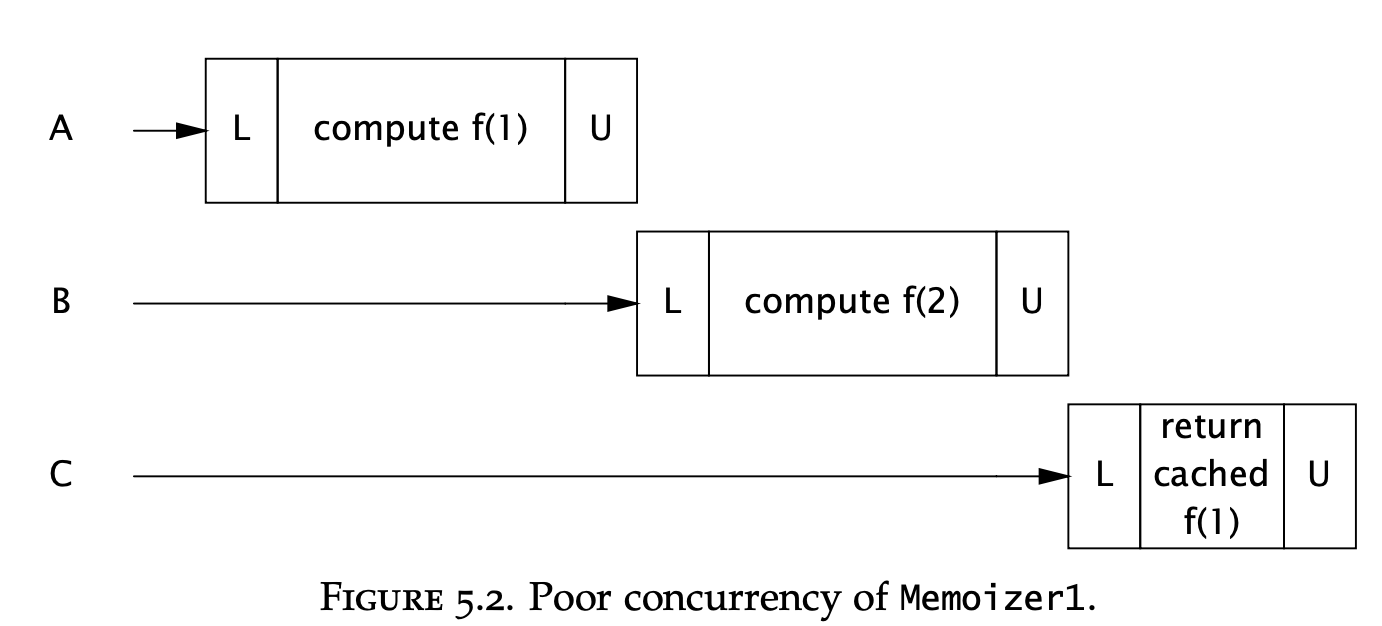 A
L
compute f(1)
U
B
L
compute f(2)
U
C
L
return
cached
f(1)
U
FIGURE 5.2. Poor concurrency of Memoizer1.